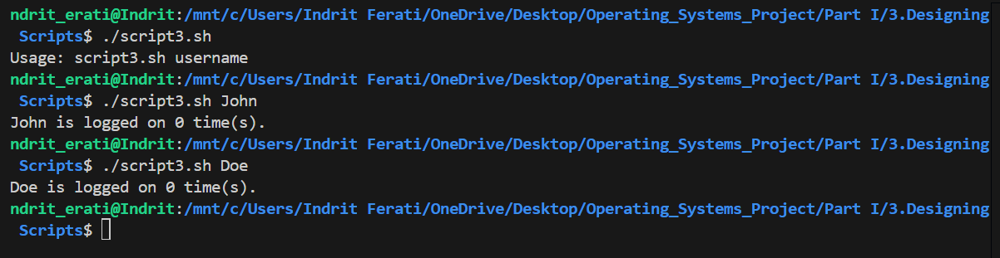 ndrit_erati@Indrit:/mnt/c/Users/Indrit Ferati/OneDrive/Desktop/Operating_Systems_Project/Part I/3.Designing
Scripts$ ./script3.sh
Usage: script3.sh username
ndrit_erati@Indrit:/mnt/c/Users/Indrit Ferati/OneDrive/Desktop/Operating_Systems_Project/Part I/3.Designing
Scripts$ ./script3.sh John
John is logged on 0 time(s).
ndrit_erati@Indrit:/mnt/c/Users/Indrit Ferati/OneDrive/Desktop/Operating_Systems_Project/Part I/3.Designing
Scripts$ ./script3.sh Doe
Doe is logged on 0 time(s).
ndrit_erati@Indrit:/mnt/c/Users/Indrit Ferati/OneDrive/Desktop/Operating_Systems_Project/Part I/3.Designing
Scripts$